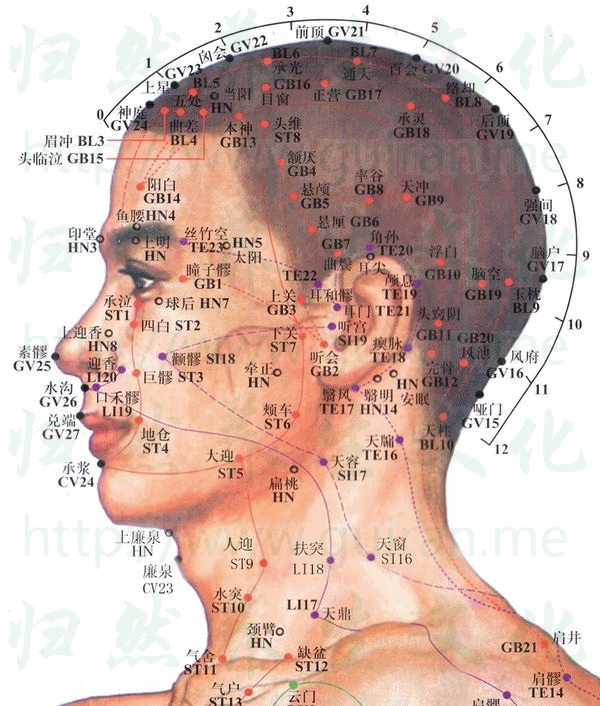 3
前顶 GV21
4
2
囟会 GV22
BL6
承光
GB16
目窗
BL7
通天
正营 GB17
5
百会 GV20
1
上星 GV23
BL5
五处
当阳
HN
6
络却
BL8
0
神庭
GV24
曲差
BL4
本神
GB13
头维
ST8
承灵
GB18
后顶
GV19
7
眉冲 BL3
头临泣 GB15
颔厌
GB4
阳白
GB14
悬颅
GB5
率谷
GB8
天冲
GB9
8
强间
GV18
鱼腰HN4
悬厘 GB6
印堂
HN3
上明
HN
丝竹空
TE23
HN5
太阳
GB7
曲鬓
角孙
TE20
耳尖
浮白
GB10
脑户
GV17
9
瞳子髎
GB1
TE22
耳和髎
颅息
TE19
脑空
GB19
玉枕
BL9
承泣
ST1
球后 HN7
上关
GB3
耳门
TE21
四白 ST2
听宫
SI19
头窍阴
GB11
10
上迎香
HN8
下关
ST7
GB20
风池
素髎
GV25
迎香
LI20
颧髎 SI18
听会
GB2
瘈脉
TE18
完骨
GB12
风府
GV16
巨髎 ST3
牵正
HN
HN
安眠
11
水沟
GV26
口禾髎
LI19
翳风
TE17
翳明
HN14
哑门
GV15
兑端
GV27
颊车
ST6
天柱
BL10
地仓
ST4
天牖
TE16
12
承浆
CV24
大迎
ST5
天容
SI17
扁桃
HN
上廉泉
HN
廉泉
CV23
人迎
ST9
扶突
LI18
天窗
SI16
水突
ST10
LI17
天鼎
颈臂
HN
气舍
ST11
缺盆
ST12
GB21
肩井
气户
ST13
云门
肩髎
TE14
肩髃
归然文化
http://www.guiran.me